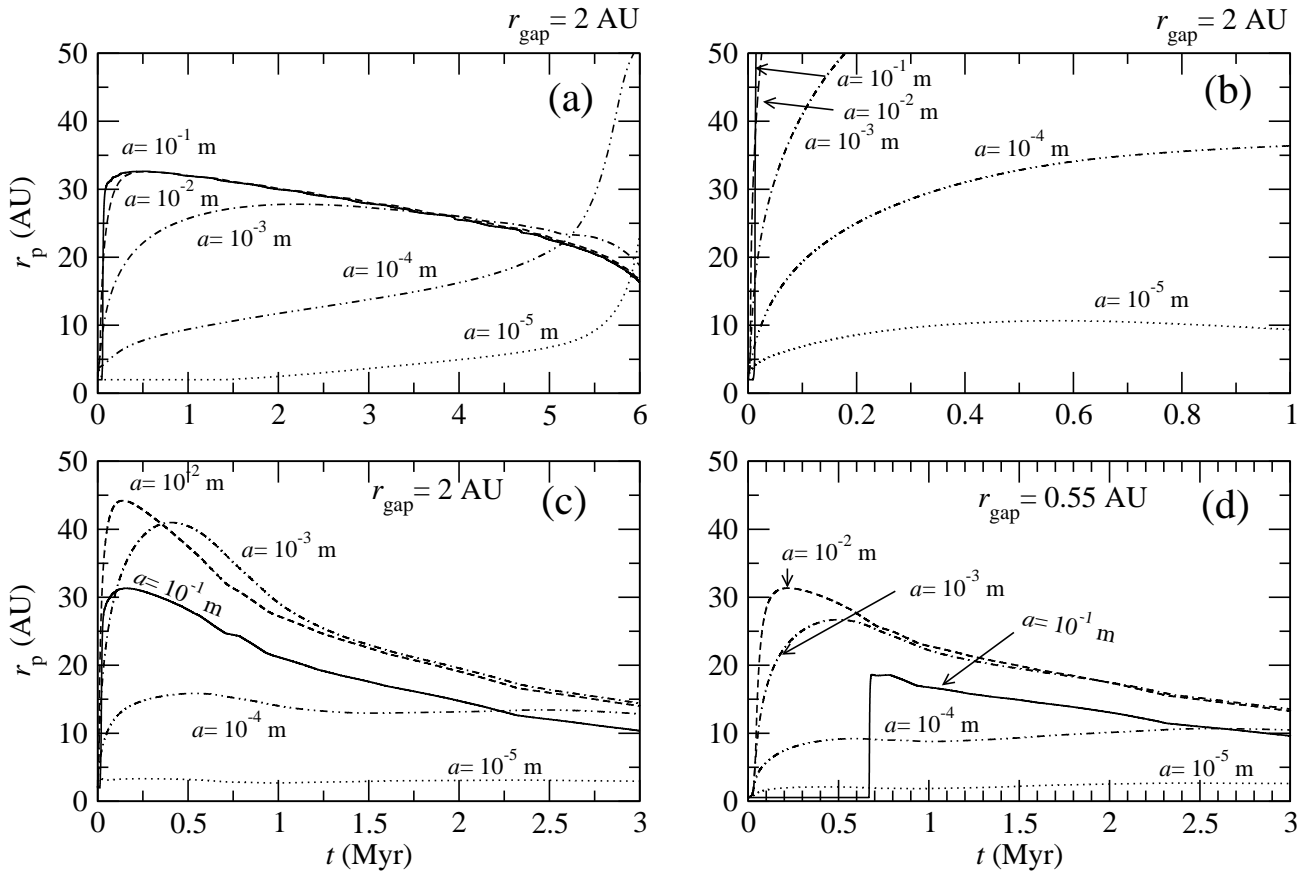 r_gap = 2 AU
(a)
a= 10^-1 m
a= 10^-2 m
a= 10^-3 m
a= 10^-4 m
a= 10^-5 m
r_p (AU)
50
40
30
20
10
0
0 1 2 3 4 5 6
r_gap = 2 AU
(b)
a= 10^-1 m
a= 10^-2 m
a= 10^-3 m
a= 10^-4 m
a= 10^-5 m
50
40
30
20
10
0
0 0.2 0.4 0.6 0.8 1
r_gap = 2 AU
(c)
a= 10^-2 m
a= 10^-3 m
a= 10^-1 m
a= 10^-4 m
a= 10^-5 m
r_p (AU)
50
40
30
20
10
0
0 0.5 1 1.5 2 2.5 3
t (Myr)
r_gap = 0.55 AU
(d)
a= 10^-2 m
a= 10^-3 m
a= 10^-1 m
a= 10^-4 m
a= 10^-5 m
50
40
30
20
10
0
0 0.5 1 1.5 2 2.5 3
t (Myr)